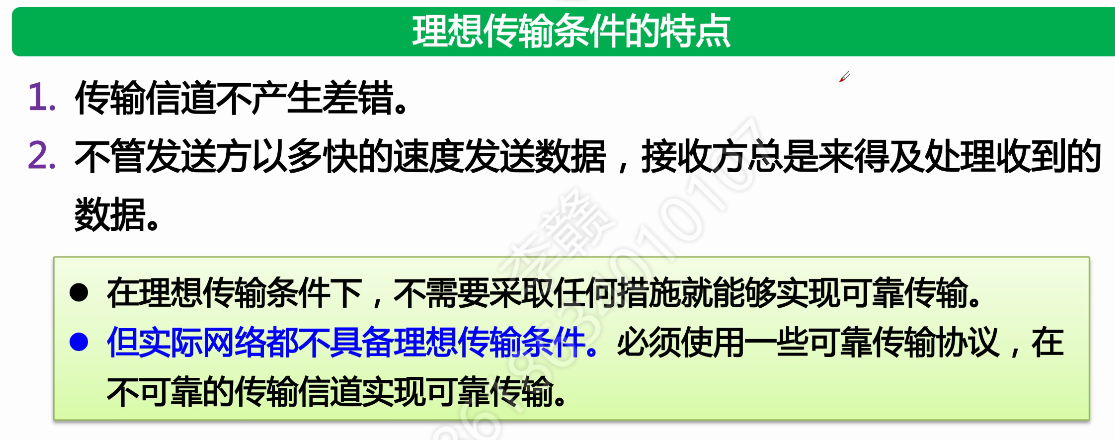 理想传输条件的特点
1. 传输信道不产生差错。
2. 不管发送方以多快的速度发送数据，接收方总是来得及处理收到的
数据。
● 在理想传输条件下，不需要采取任何措施就能够实现可靠传输。
● 但实际网络都不具备理想传输条件。必须使用一些可靠传输协议，在
不可靠的传输信道实现可靠传输。
李赣